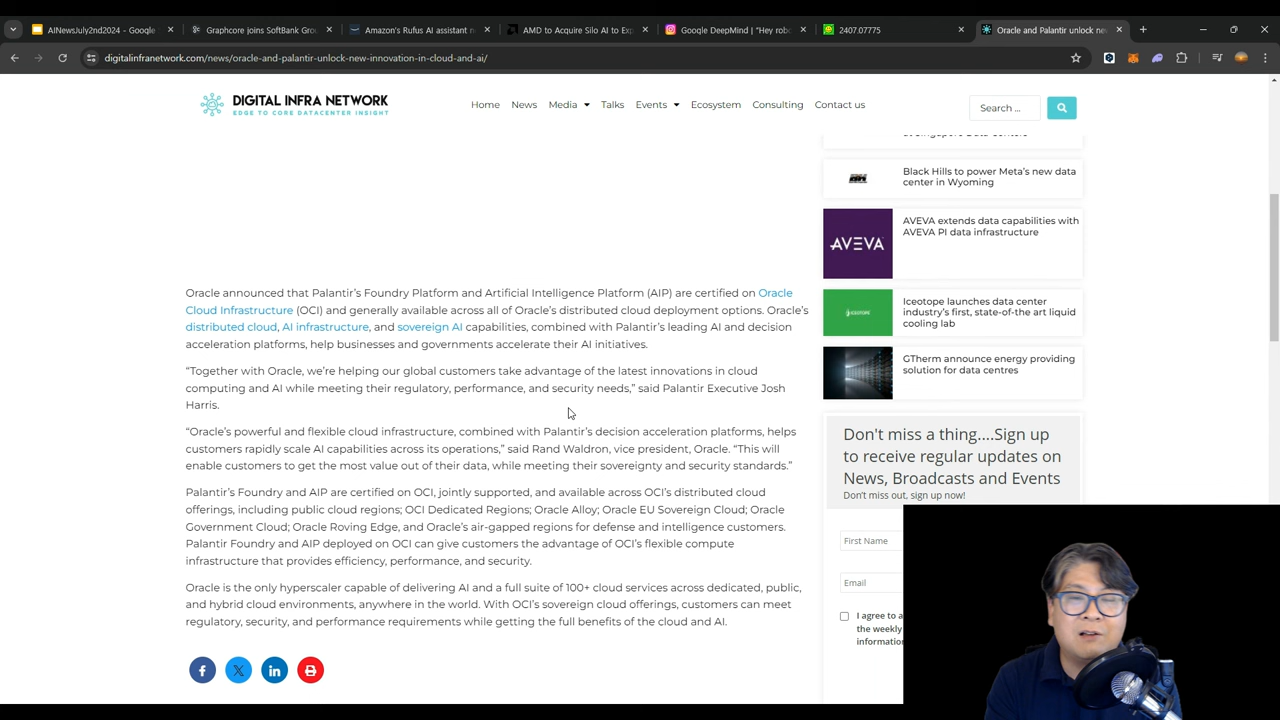 AINewsJuly2nd2024 - Google
Graphcore joins SoftBank Grou
Amazon's Rufus AI assistant n
AMD to Acquire Silo AI to Exp
Google DeepMind | "Hey robo
2407.07775
Oracle and Palantir unlock new
digitalinfranetwork.com/news/oracle-and-palantir-unlock-new-innovation-in-cloud-and-ai/
DIGITAL INFRA NETWORK
EDGE TO CORE DATACENTER INSIGHT
Home
News
Media
Talks
Events
Ecosystem
Consulting
Contact us
Search ...
at Singapore Data Centers
Black Hills to power Meta's new data
center in Wyoming
AVEVA
AVEVA extends data capabilities with
AVEVA PI data infrastructure
ICEOTOPE
Iceotope launches data center
industry's first, state-of-the art liquid
cooling lab
GTherm announce energy providing
solution for data centres
Oracle announced that Palantir's Foundry Platform and Artificial Intelligence Platform (AIP) are certified on Oracle
Cloud Infrastructure (OCI) and generally available across all of Oracle's distributed cloud deployment options. Oracle's
distributed cloud, AI infrastructure, and sovereign AI capabilities, combined with Palantir's leading AI and decision
acceleration platforms, help businesses and governments accelerate their AI initiatives.
"Together with Oracle, we're helping our global customers take advantage of the latest innovations in cloud
computing and AI while meeting their regulatory, performance, and security needs," said Palantir Executive Josh
Harris.
"Oracle's powerful and flexible cloud infrastructure, combined with Palantir's decision acceleration platforms, helps
customers rapidly scale AI capabilities across its operations," said Rand Waldron, vice president, Oracle. "This will
enable customers to get the most value out of their data, while meeting their sovereignty and security standards."
Palantir's Foundry and AIP are certified on OCI, jointly supported, and available across OCI's distributed cloud
offerings, including public cloud regions; OCI Dedicated Regions; Oracle Alloy; Oracle EU Sovereign Cloud; Oracle
Government Cloud; Oracle Roving Edge, and Oracle's air-gapped regions for defense and intelligence customers.
Palantir Foundry and AIP deployed on OCI can give customers the advantage of OCI's flexible compute
infrastructure that provides efficiency, performance, and security.
Oracle is the only hyperscaler capable of delivering AI and a full suite of 100+ cloud services across dedicated, public,
and hybrid cloud environments, anywhere in the world. With OCI's sovereign cloud offerings, customers can meet
regulatory, security, and performance requirements while getting the full benefits of the cloud and AI.
Don't miss a thing....Sign up
to receive regular updates on
News, Broadcasts and Events
Don't miss out, sign up now!
First Name
Email
I agree to a
the weekly
information